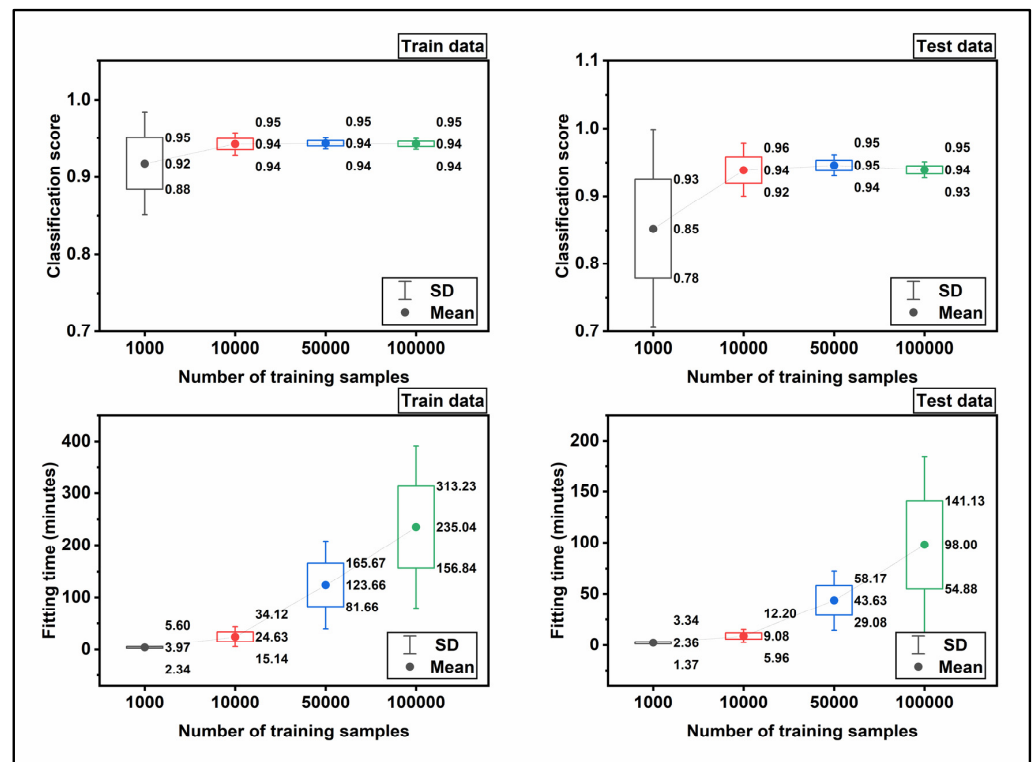 Train data
Classification score
1.0
0.9
0.8
0.7
0.95
0.92
0.88
0.95
0.94
0.94
0.95
0.94
0.94
0.95
0.94
0.94
SD
Mean
1000 10000 50000 100000
Number of training samples
Test data
Classification score
1.1
1.0
0.9
0.8
0.7
0.93
0.85
0.78
0.96
0.94
0.92
0.95
0.95
0.94
0.95
0.94
0.93
SD
Mean
1000 10000 50000 100000
Number of training samples
Train data
Fitting time (minutes)
400
300
200
100
0
5.60
3.97
2.34
34.12
24.63
15.14
165.67
123.66
81.66
313.23
235.04
156.84
SD
Mean
1000 10000 50000 100000
Number of training samples
Test data
Fitting time (minutes)
200
150
100
50
0
3.34
2.36
1.37
12.20
9.08
5.96
58.17
43.63
29.08
141.13
98.00
54.88
SD
Mean
1000 10000 50000 100000
Number of training samples